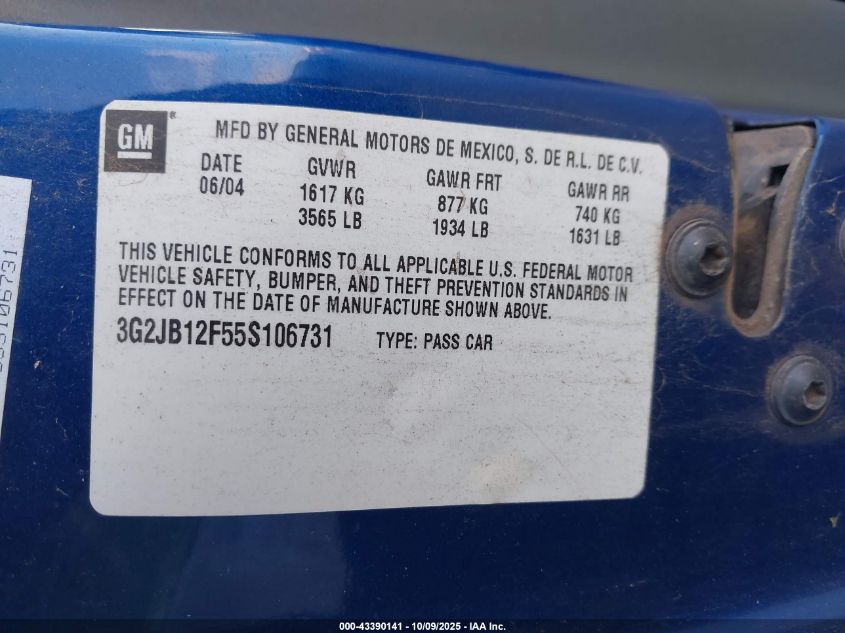 GM
MFD BY GENERAL MOTORS DE MEXICO, S. DE R.L. DE C.V.
DATE GVWR GAWR FRT GAWR RR
06/04 1617 KG 877 KG 740 KG
3565 LB 1934 LB 1631 LB
THIS VEHICLE CONFORMS TO ALL APPLICABLE U.S. FEDERAL MOTOR
VEHICLE SAFETY, BUMPER, AND THEFT PREVENTION STANDARDS IN
EFFECT ON THE DATE OF MANUFACTURE SHOWN ABOVE.
3G2JB12F55S106731 TYPE: PASS CAR
000-43390141 - 10/09/2025 - IAA Inc.